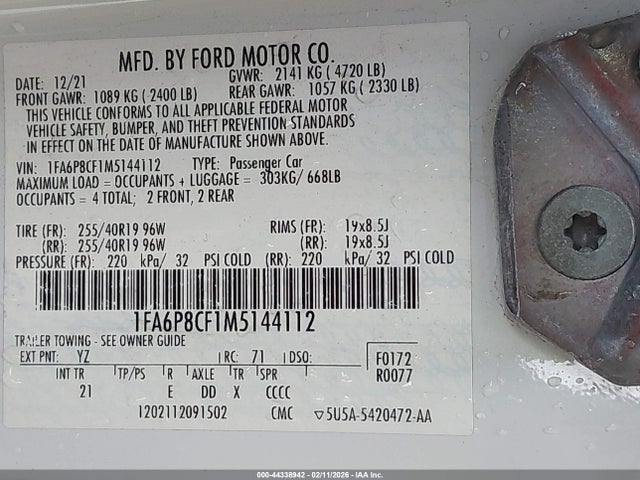 MFD. BY FORD MOTOR CO.
DATE: 12/21 GVWR: 2141 KG ( 4720 LB)
FRONT GAWR: 1089 KG ( 2400 LB) REAR GAWR: 1057 KG ( 2330 LB)
THIS VEHICLE CONFORMS TO ALL APPLICABLE FEDERAL MOTOR
VEHICLE SAFETY, BUMPER, AND THEFT PREVENTION STANDARDS
IN EFFECT ON THE DATE OF MANUFACTURE SHOWN ABOVE.
VIN: 1FA6P8CF1M5144112 TYPE: Passenger Car
MAXIMUM LOAD = OCCUPANTS + LUGGAGE = 303KG/ 668LB
OCCUPANTS = 4 TOTAL; 2 FRONT, 2 REAR
TIRE (FR): 255/40R19 96W RIMS (FR): 19x8.5J
(RR): 255/40R19 96W (RR): 19x8.5J
PRESSURE (FR): 220 kPa/ 32 PSI COLD (RR): 220 kPa/ 32 PSI COLD
1FA6P8CF1M5144112
TRAILER TOWING - SEE OWNER GUIDE
EXT PNT: YZ RC: 71 DSO: F0172
INT TR TP/PS R AXLE TR SPR R0077
21 E DD X CCCC
1202112091502 CMC ▽5U5A-5420472-AA
000-44338942 - 02/11/2026 - IAAI.COM